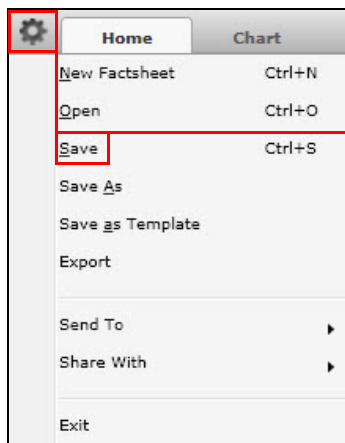 Home Chart
New Factsheet Ctrl+N
Open Ctrl+O
Save Ctrl+S
Save As
Save as Template
Export
Send To
Share With
Exit